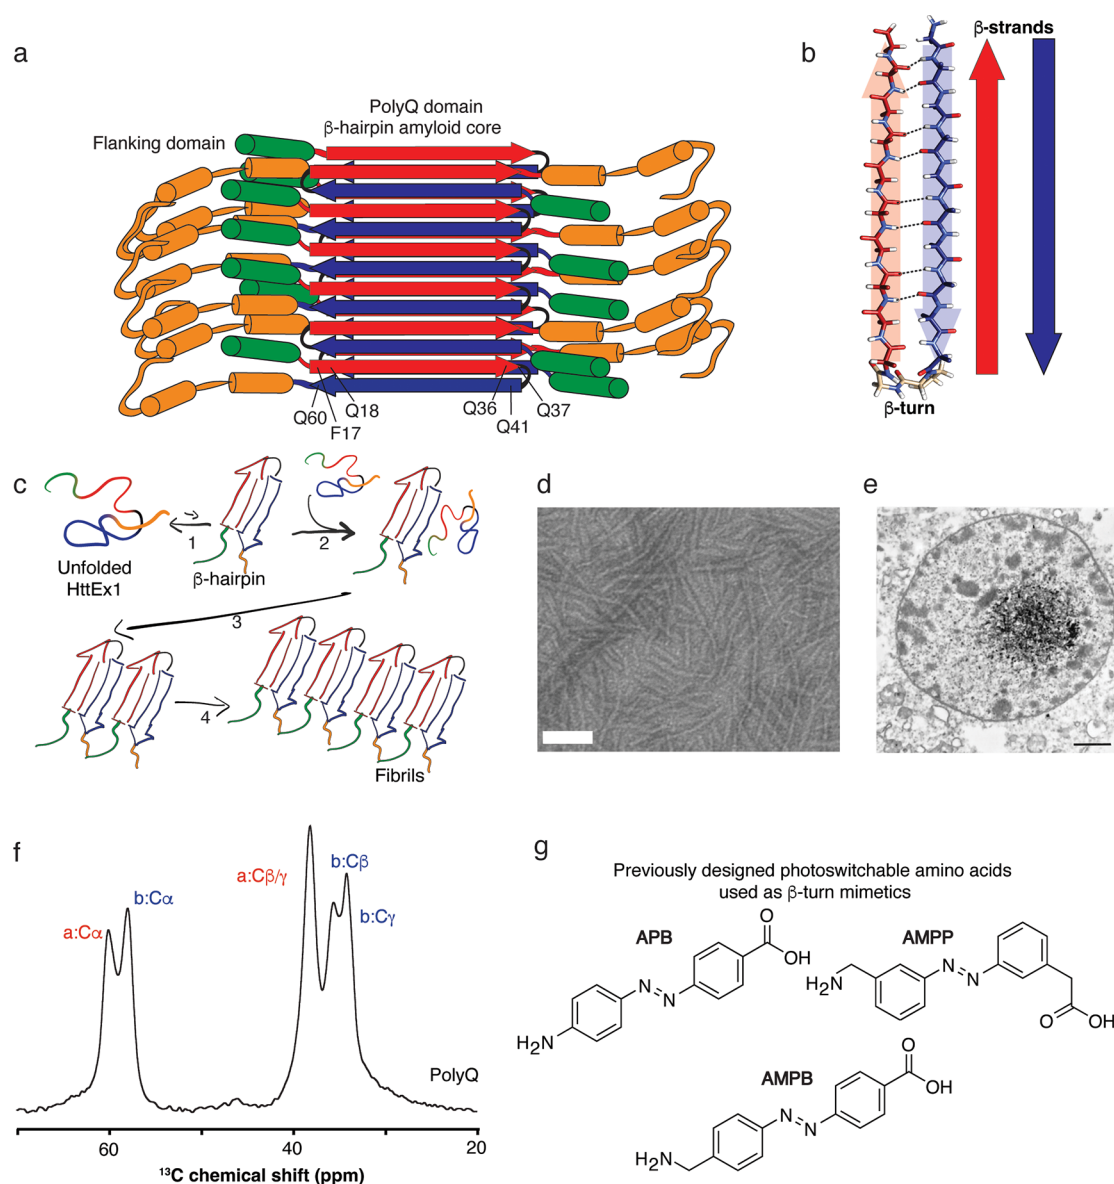 a
PolyQ domain
β-hairpin amyloid core
Flanking domain
Q60
F17
Q18
Q36
Q41
Q37
b
β-strands
β-turn
c
Unfolded
HttEx1
1
β-hairpin
2
3
4
Fibrils
d
e
f
a:Cα
b:Cα
a:Cβ/γ
b:Cβ
b:Cγ
PolyQ
60
40
20
¹³C chemical shift (ppm)
g
Previously designed photoswitchable amino acids
used as β-turn mimetics
APB
O
OH
N
N
H₂N
AMPP
H₂N
N
N
O
OH
AMPB
O
OH
N
N
H₂N